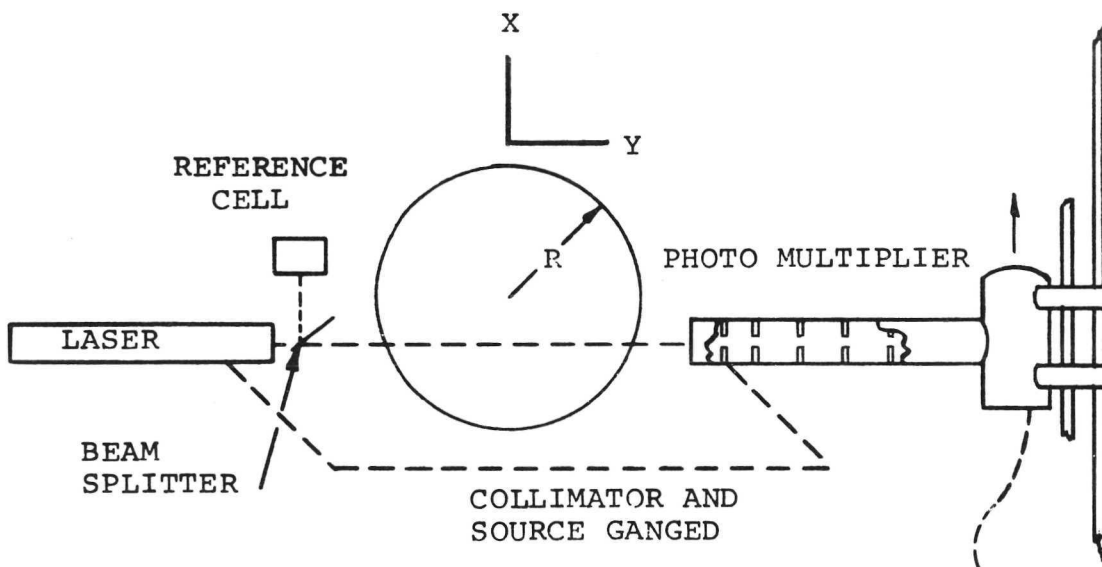 X
Y
REFERENCE
CELL
R
PHOTO MULTIPLIER
LASER
BEAM
SPLITTER
COLLIMATOR AND
SOURCE GANGED